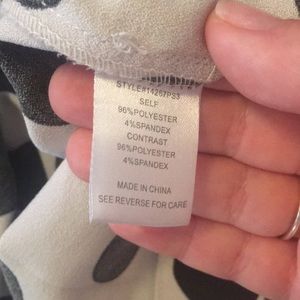 STYLE#14267PS3
SELF
96%POLYESTER
4%SPANDEX
CONTRAST
96%POLYESTER
4%SPANDEX
MADE IN CHINA
SEE REVERSE FOR CARE